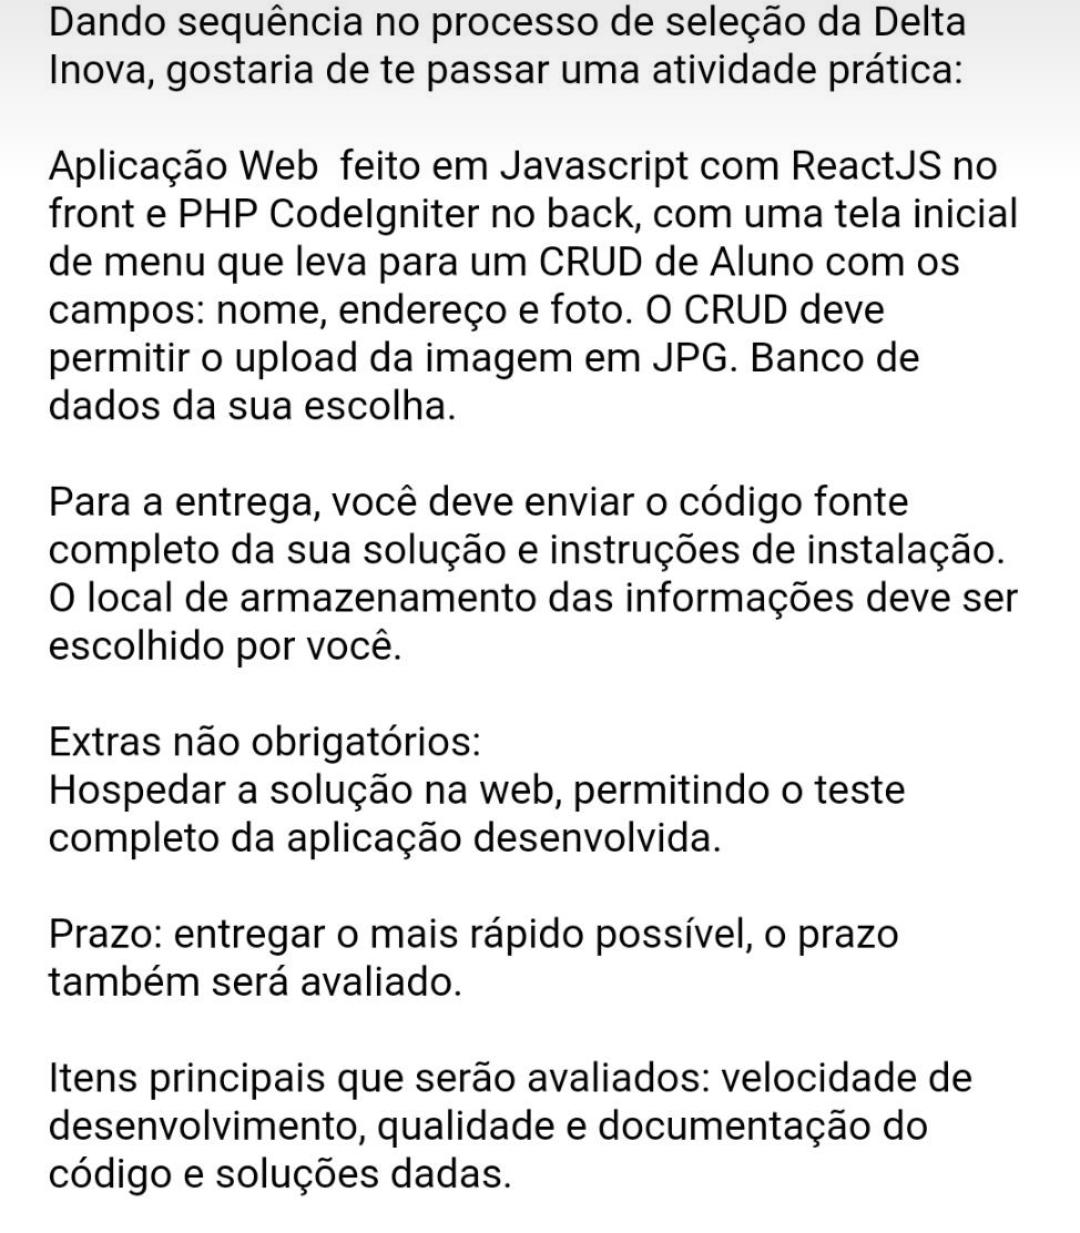 Dando sequência no processo de seleção da Delta
Inova, gostaria de te passar uma atividade prática:
Aplicação Web  feito em Javascript com ReactJS no
front e PHP CodeIgniter no back, com uma tela inicial
de menu que leva para um CRUD de Aluno com os
campos: nome, endereço e foto. O CRUD deve
permitir o upload da imagem em JPG. Banco de
dados da sua escolha.
Para a entrega, você deve enviar o código fonte
completo da sua solução e instruções de instalação.
O local de armazenamento das informações deve ser
escolhido por você.
Extras não obrigatórios:
Hospedar a solução na web, permitindo o teste
completo da aplicação desenvolvida.
Prazo: entregar o mais rápido possível, o prazo
também será avaliado.
Itens principais que serão avaliados: velocidade de
desenvolvimento, qualidade e documentação do
código e soluções dadas.